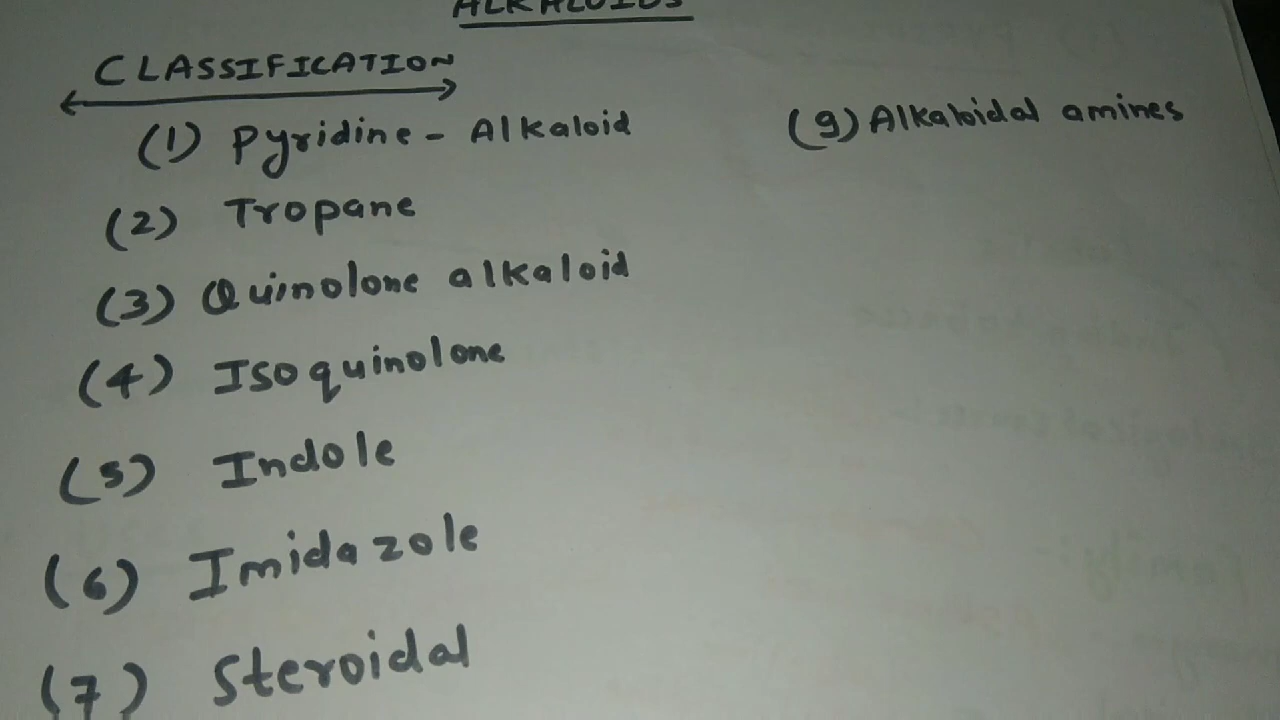 ALKALOIDS
CLASSIFICATION
(1) Pyridine - Alkaloid
(2) Tropane
(3) Quinolone alkaloid
(4) Isoquinolone
(5) Indole
(6) Imidazole
(7) Steroidal
(9) Alkaloidal amines